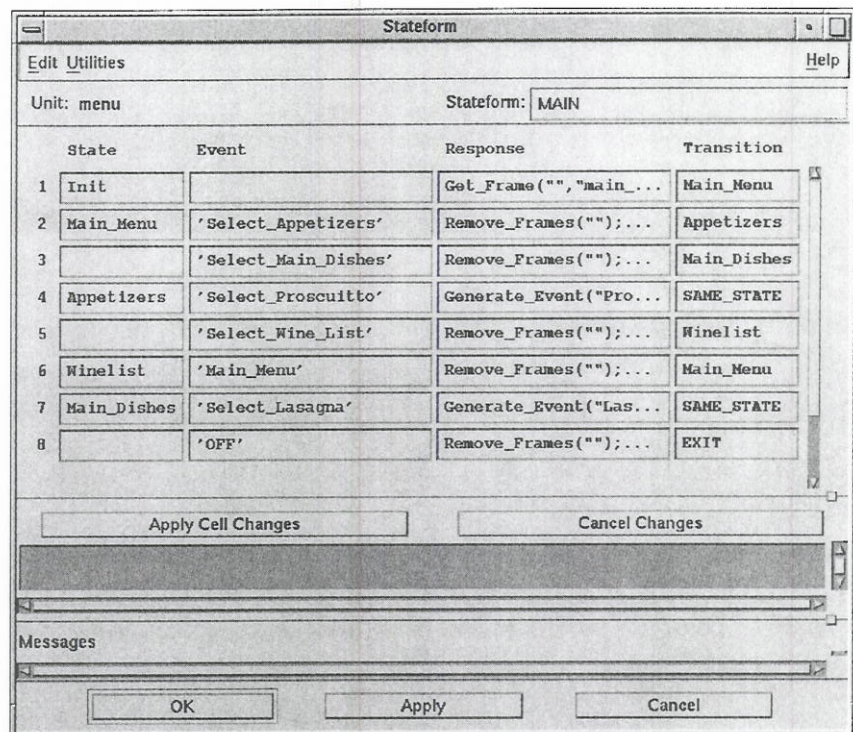 Stateform
Edit Utilities Help
Unit: menu Stateform: MAIN
State Event Response Transition
1 Init Get_Frame("","main_... Main_Menu
2 Main_Menu 'Select_Appetizers' Remove_Frames("");... Appetizers
3 'Select_Main_Dishes' Remove_Frames("");... Main_Dishes
4 Appetizers 'Select_Proscuitto' Generate_Event("Pro... SAME_STATE
5 'Select_Wine_List' Remove_Frames("");... Winelist
6 Winelist 'Main_Menu' Remove_Frames("");... Main_Menu
7 Main_Dishes 'Select_Lasagna' Generate_Event("Las... SAME_STATE
8 'OFF' Remove_Frames("");... EXIT
Apply Cell Changes Cancel Changes
Messages
OK Apply Cancel